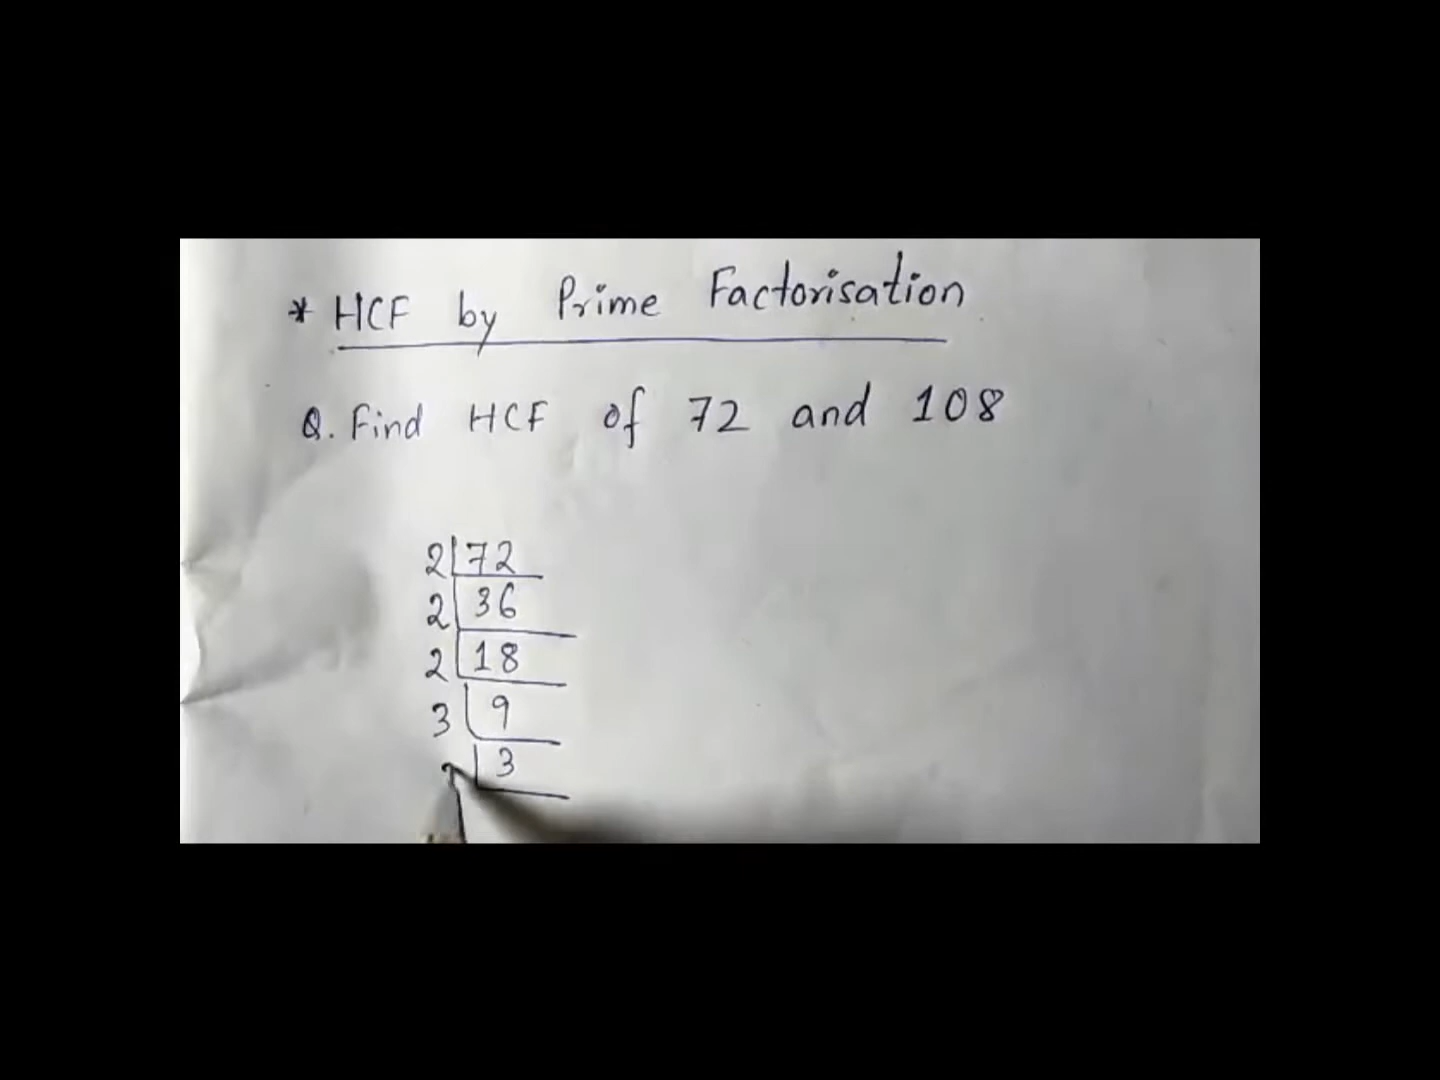 * HCF by Prime Factorisation
Q. Find HCF of 72 and 108
2 72
2 36
2 18
3 9
3